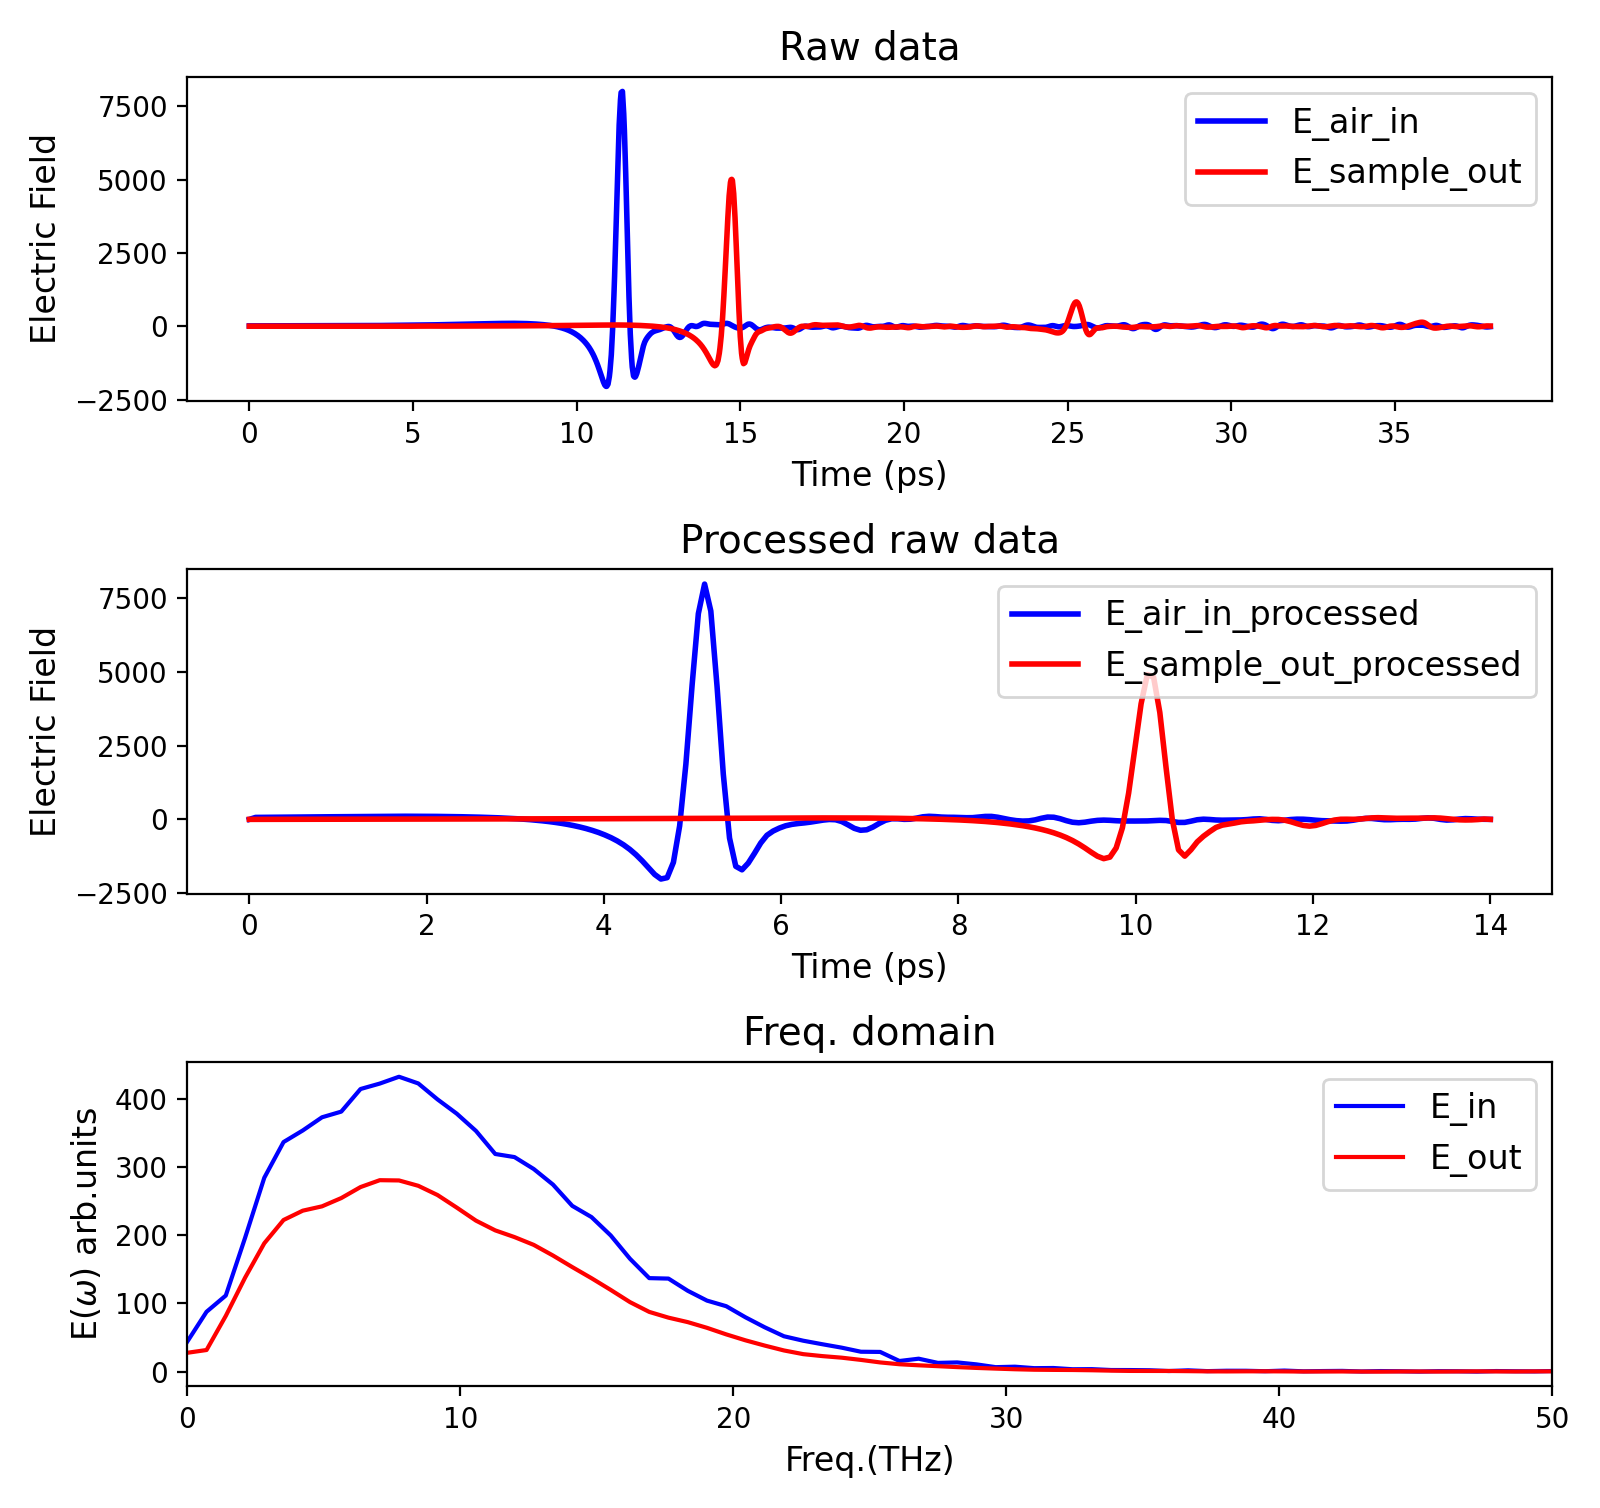 Raw data
Electric Field
7500
5000
2500
0
−2500
E_air_in
E_sample_out
0 5 10 15 20 25 30 35
Time (ps)
Processed raw data
Electric Field
7500
5000
2500
0
−2500
E_air_in_processed
E_sample_out_processed
0 2 4 6 8 10 12 14
Time (ps)
Freq. domain
E(ω) arb.units
400
300
200
100
0
E_in
E_out
0 10 20 30 40 50
Freq.(THz)